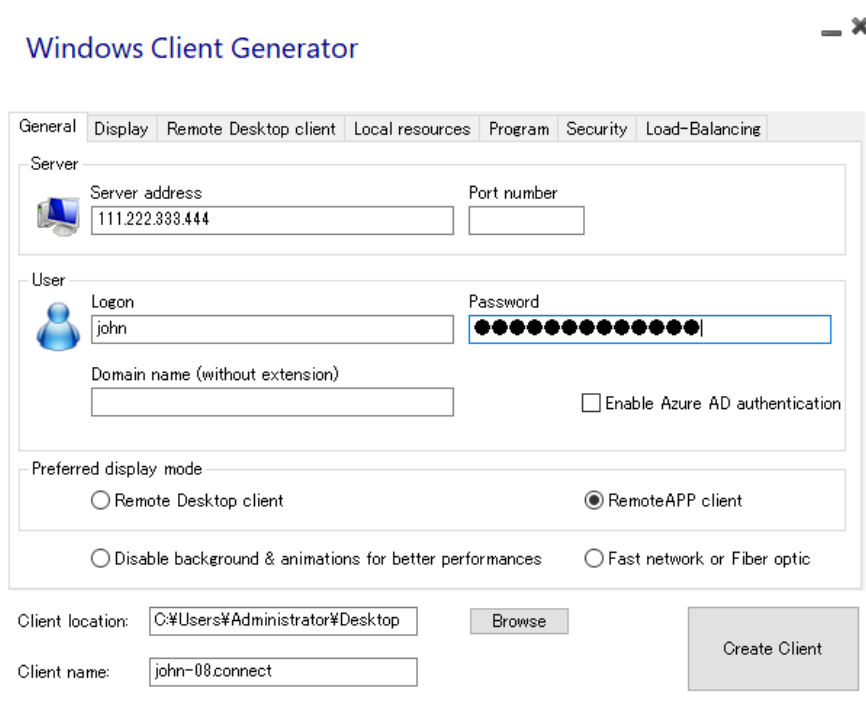 Windows Client Generator
General Display Remote Desktop client Local resources Program Security Load-Balancing
Server
Server address Port number
111.222.333.444
User
Logon Password
john ●●●●●●●●●●●●●
Domain name (without extension)
Enable Azure AD authentication
Preferred display mode
Remote Desktop client RemoteAPP client
Disable background & animations for better performances Fast network or Fiber optic
Client location: C:¥Users¥Administrator¥Desktop Browse
Create Client
Client name: john-08.connect